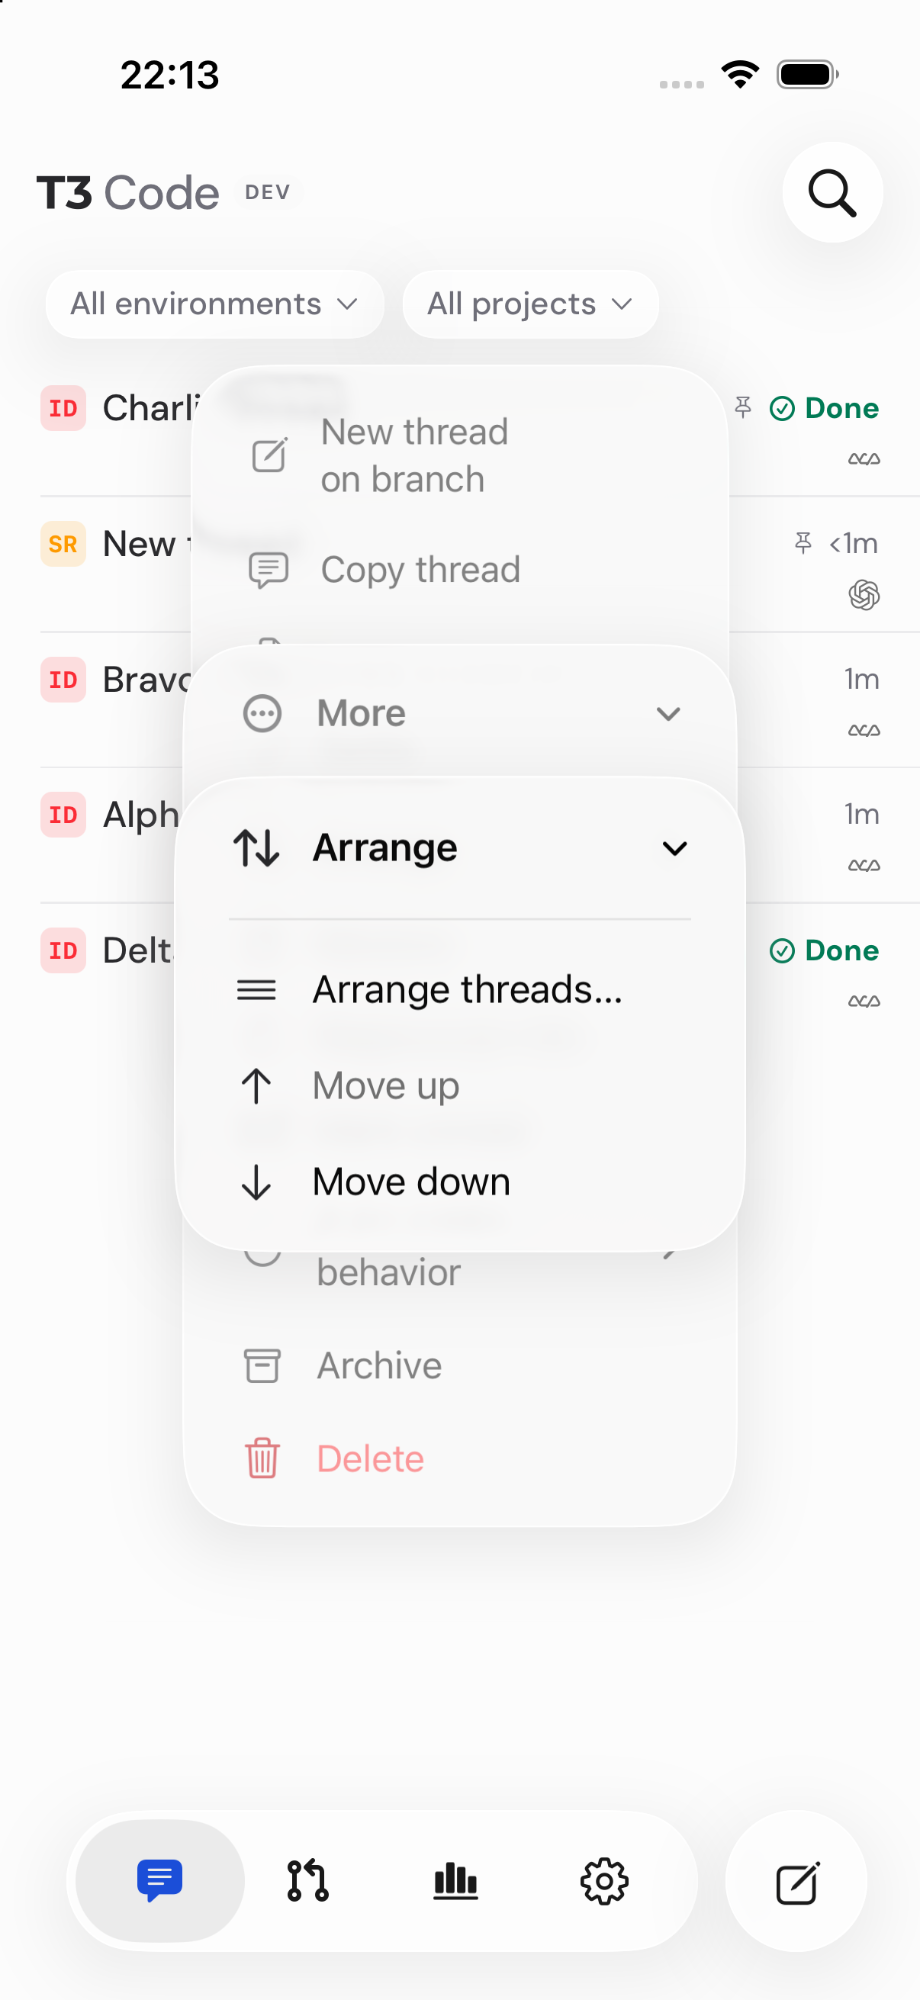 22:13
T3 Code DEV
All environments
All projects
ID Charli
Done
New thread
on branch
SR New
<1m
Copy thread
ID Bravo
1m
More
ID Alph
1m
Arrange
ID Delt
Done
Arrange threads...
Move up
Move down
behavior
Archive
Delete